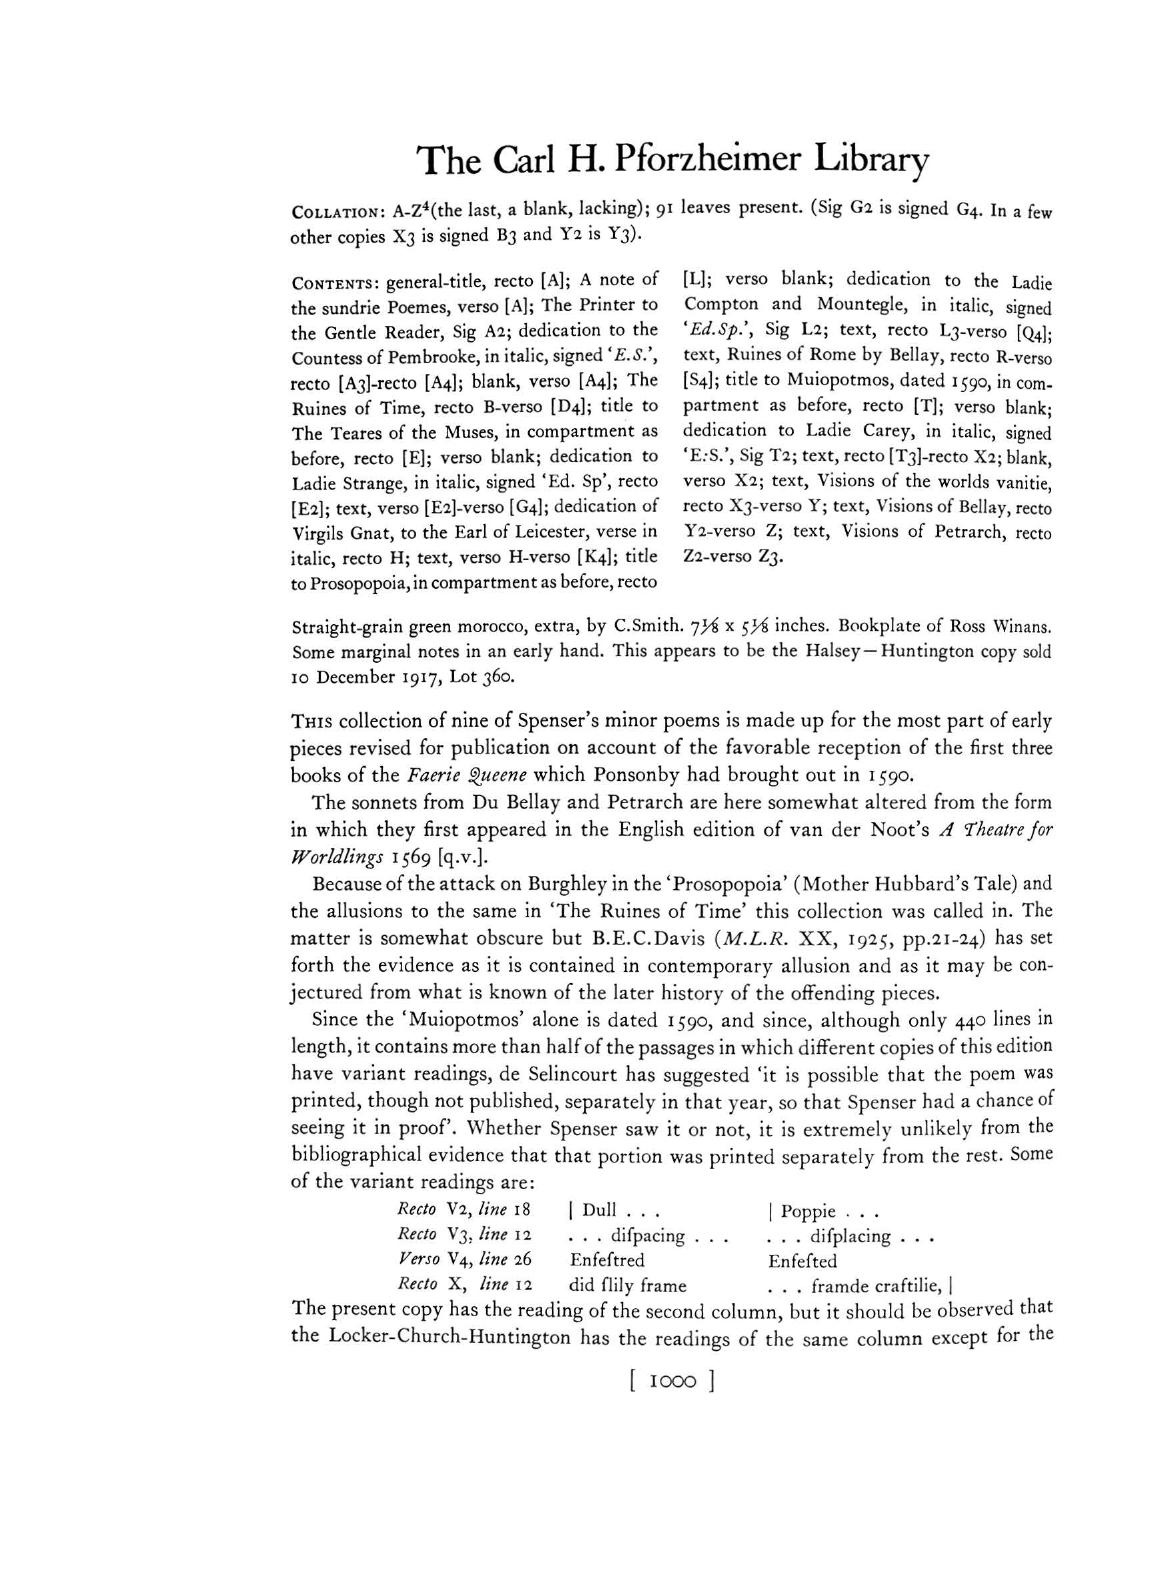 The Carl H. Pforzheimer Library
COLLATION: A-Z⁴(the last, a blank, lacking); 91 leaves present. (Sig G2 is signed G4. In a few
other copies X3 is signed B3 and Y2 is Y3).
CONTENTS: general-title, recto [A]; A note of
the sundrie Poemes, verso [A]; The Printer to
the Gentle Reader, Sig A2; dedication to the
Countess of Pembrooke, in italic, signed ‘E.S.’,
recto [A3]-recto [A4]; blank, verso [A4]; The
Ruines of Time, recto B-verso [D4]; title to
The Teares of the Muses, in compartment as
before, recto [E]; verso blank; dedication to
Ladie Strange, in italic, signed ‘Ed. Sp’, recto
[E2]; text, verso [E2]-verso [G4]; dedication of
Virgils Gnat, to the Earl of Leicester, verse in
italic, recto H; text, verso H-verso [K4]; title
to Prosopopoia, in compartment as before, recto
[L]; verso blank; dedication to the Ladie
Compton and Mountegle, in italic, signed
‘Ed.Sp.’, Sig L2; text, recto L3-verso [Q4];
text, Ruines of Rome by Bellay, recto R-verso
[S4]; title to Muiopotmos, dated 1590, in com-
partment as before, recto [T]; verso blank;
dedication to Ladie Carey, in italic, signed
‘E:S.’, Sig T2; text, recto [T3]-recto X2; blank,
verso X2; text, Visions of the worlds vanitie,
recto X3-verso Y; text, Visions of Bellay, recto
Y2-verso Z; text, Visions of Petrarch, recto
Z2-verso Z3.
Straight-grain green morocco, extra, by C.Smith. 7⅛ x 5⅛ inches. Bookplate of Ross Winans.
Some marginal notes in an early hand. This appears to be the Halsey—Huntington copy sold
10 December 1917, Lot 360.
THIS collection of nine of Spenser’s minor poems is made up for the most part of early
pieces revised for publication on account of the favorable reception of the first three
books of the Faerie Queene which Ponsonby had brought out in 1590.
The sonnets from Du Bellay and Petrarch are here somewhat altered from the form
in which they first appeared in the English edition of van der Noot’s A Theatre for
Worldlings 1569 [q.v.].
Because of the attack on Burghley in the ‘Prosopopoia’ (Mother Hubbard’s Tale) and
the allusions to the same in ‘The Ruines of Time’ this collection was called in. The
matter is somewhat obscure but B.E.C.Davis (M.L.R. XX, 1925, pp.21-24) has set
forth the evidence as it is contained in contemporary allusion and as it may be con-
jectured from what is known of the later history of the offending pieces.
Since the ‘Muiopotmos’ alone is dated 1590, and since, although only 440 lines in
length, it contains more than half of the passages in which different copies of this edition
have variant readings, de Selincourt has suggested ‘it is possible that the poem was
printed, though not published, separately in that year, so that Spenser had a chance of
seeing it in proof’. Whether Spenser saw it or not, it is extremely unlikely from the
bibliographical evidence that that portion was printed separately from the rest. Some
of the variant readings are:
Recto V2, line 18 | Dull . . . | Poppie . . .
Recto V3, line 12 . . . diſpacing . . . . . . diſplacing . . .
Verso V4, line 26 Enfeſtred Enfeſted
Recto X, line 12 did ſlily frame . . . framde craftilie, |
The present copy has the reading of the second column, but it should be observed that
the Locker-Church-Huntington has the readings of the same column except for the
[ 1000 ]